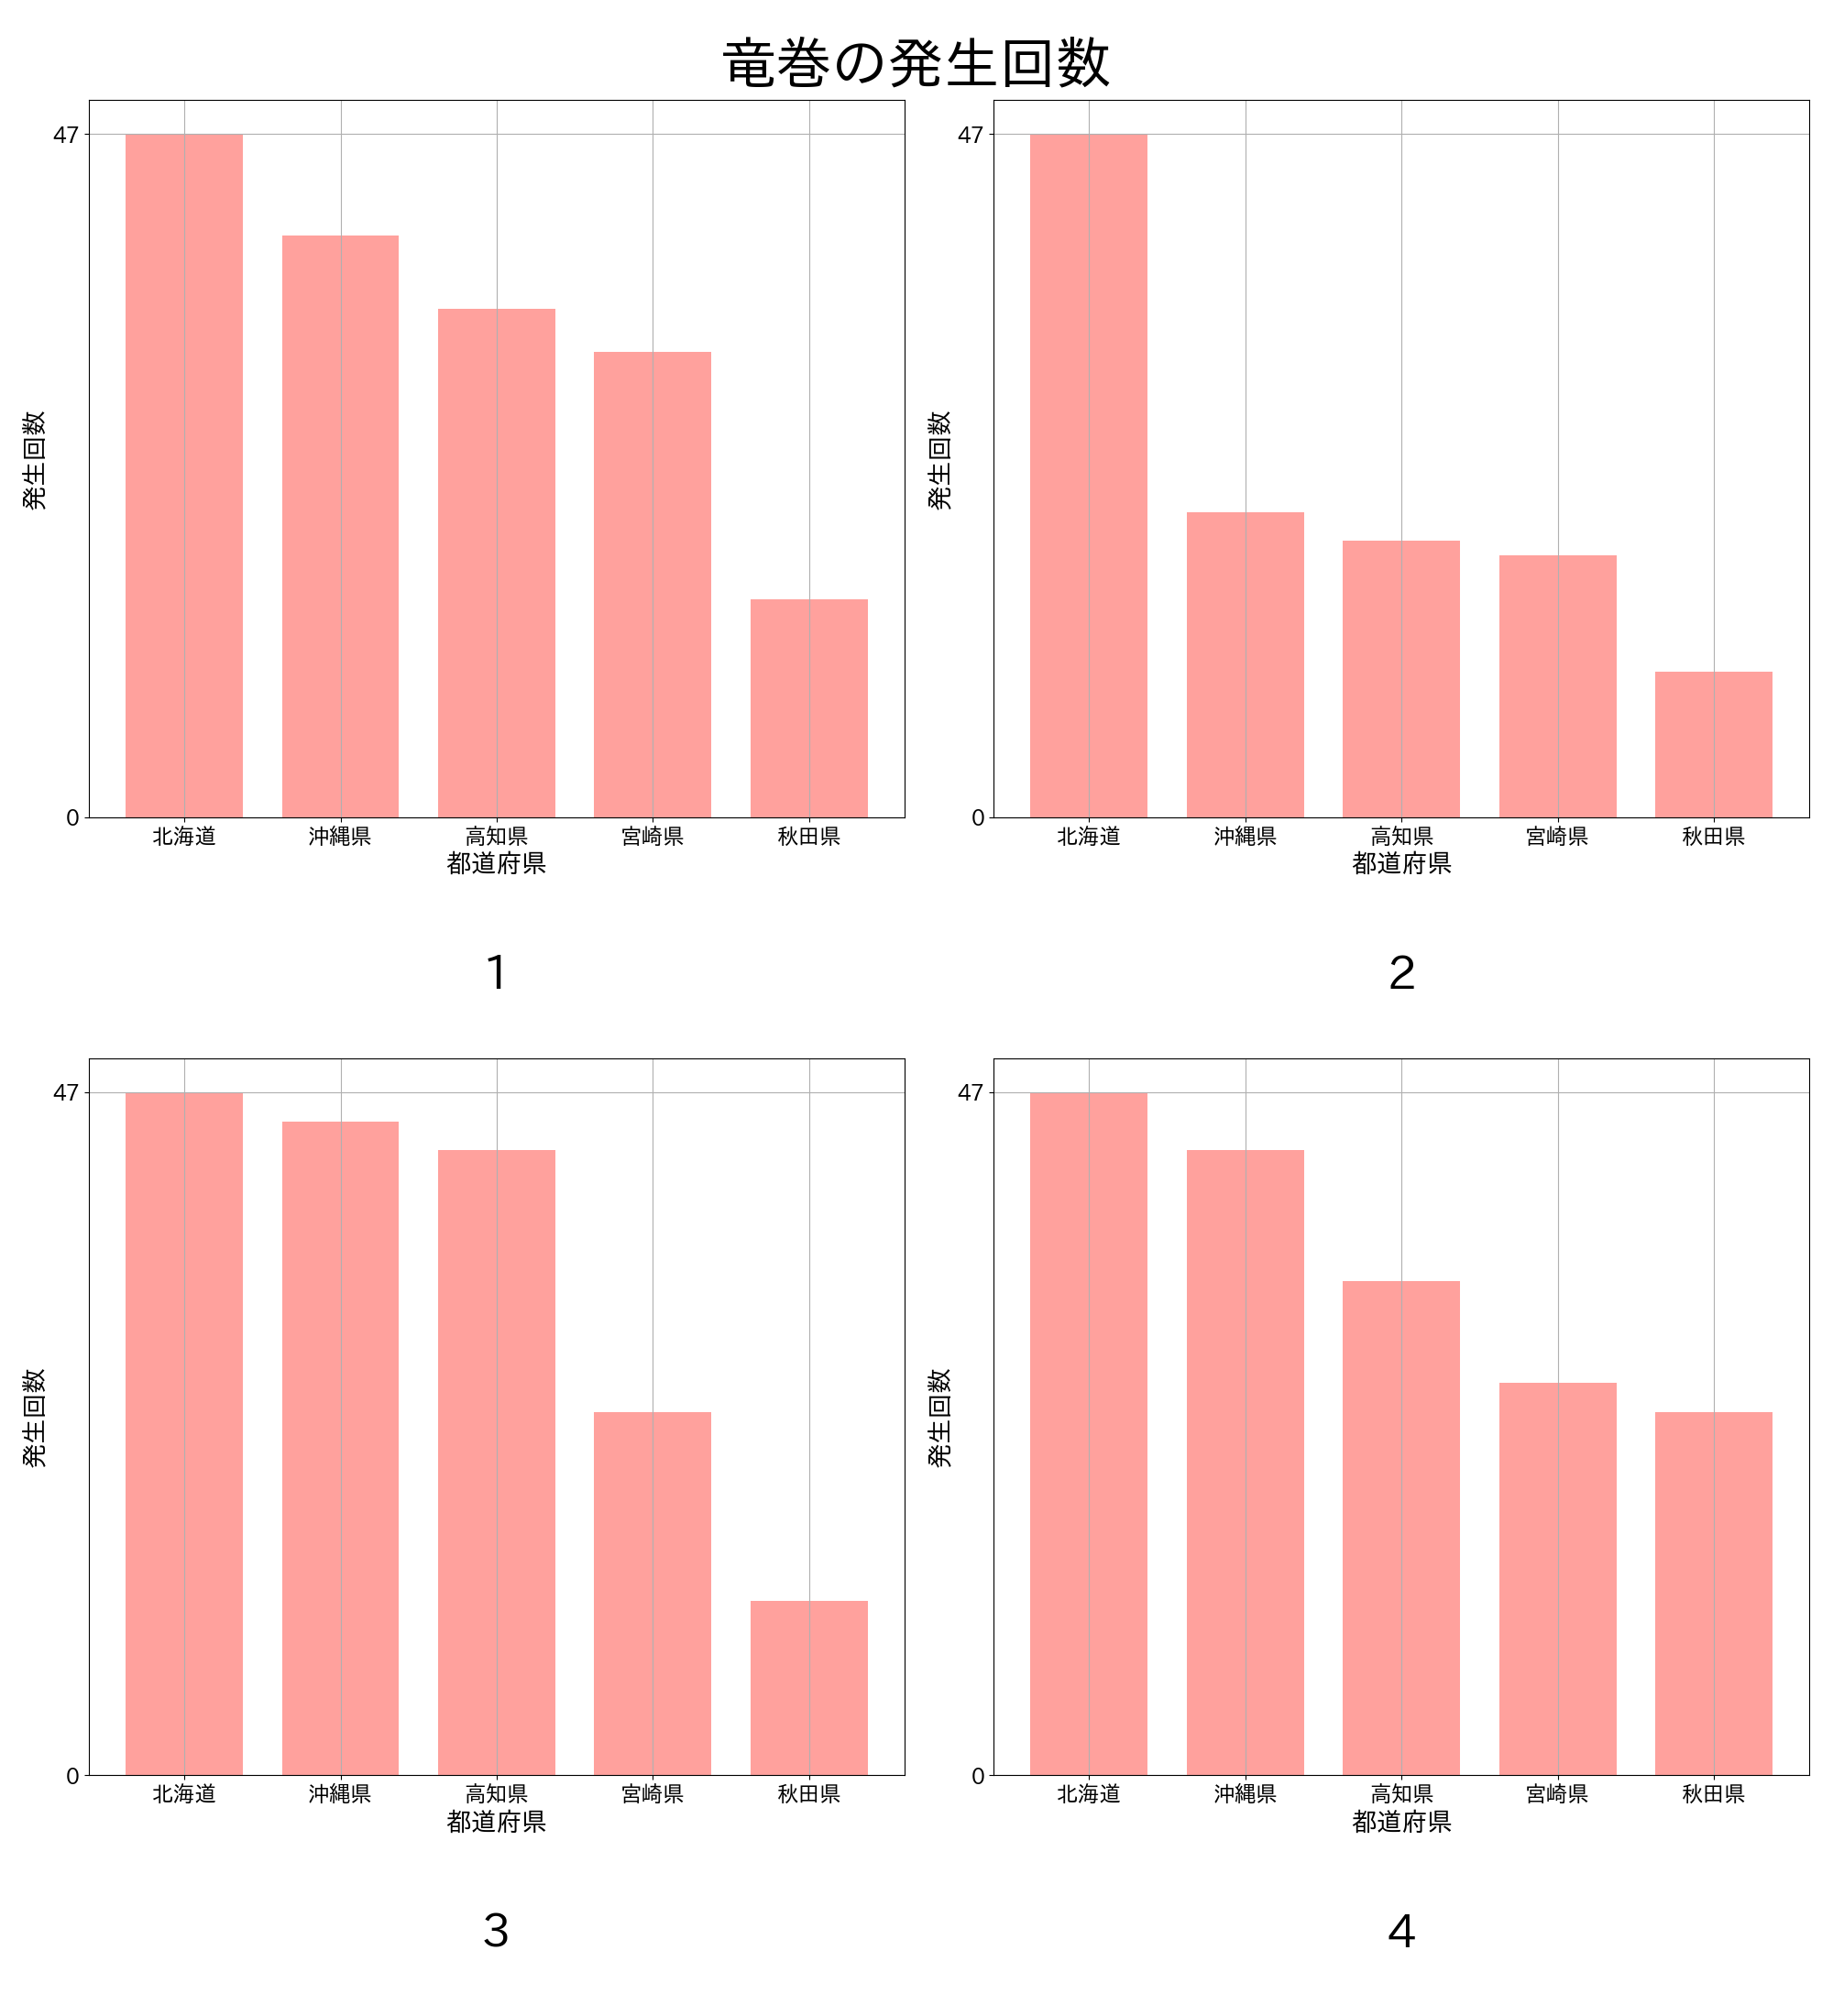 竜巻の発生回数
47
0
発生回数
北海道 沖縄県 高知県 宮崎県 秋田県
都道府県
1
47
0
発生回数
北海道 沖縄県 高知県 宮崎県 秋田県
都道府県
2
47
0
発生回数
北海道 沖縄県 高知県 宮崎県 秋田県
都道府県
3
47
0
発生回数
北海道 沖縄県 高知県 宮崎県 秋田県
都道府県
4